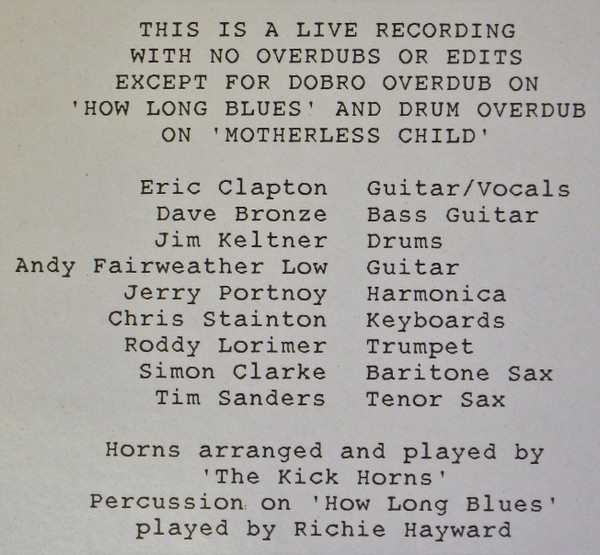 THIS IS A LIVE RECORDING
WITH NO OVERDUBS OR EDITS
EXCEPT FOR DOBRO OVERDUB ON
'HOW LONG BLUES' AND DRUM OVERDUB
ON 'MOTHERLESS CHILD'
Eric Clapton Guitar/Vocals
Dave Bronze Bass Guitar
Jim Keltner Drums
Andy Fairweather Low Guitar
Jerry Portnoy Harmonica
Chris Stainton Keyboards
Roddy Lorimer Trumpet
Simon Clarke Baritone Sax
Tim Sanders Tenor Sax
Horns arranged and played by
'The Kick Horns'
Percussion on 'How Long Blues'
played by Richie Hayward